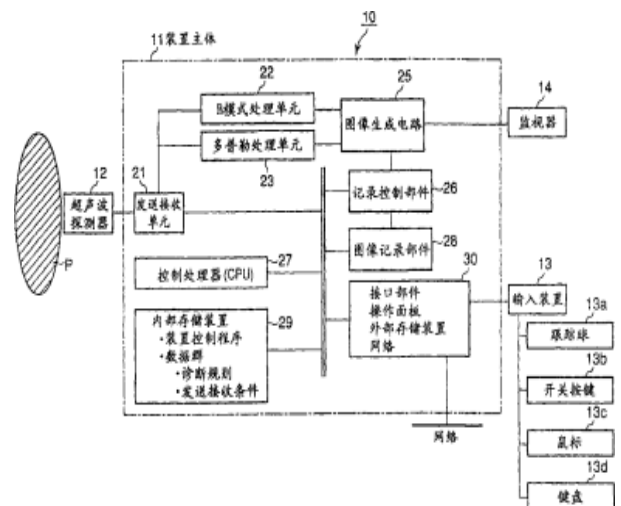 10
11装置主体
22
B模式处理单元
25
图像生成电路
14
监视器
多普勒处理单元
23
12
超声波
探测器
21
发送接收
单元
P
26
记录控制部件
28
图像记录部件
27
控制处理器(CPU)
30
接口部件
操作面板
外部存储装置
网络
13
输入装置
29
内部存储装置
·装置控制程序
·数据群
·诊断规则
·发送接收条件
13a
跟踪球
13b
开关按键
13c
鼠标
13d
键盘
网络